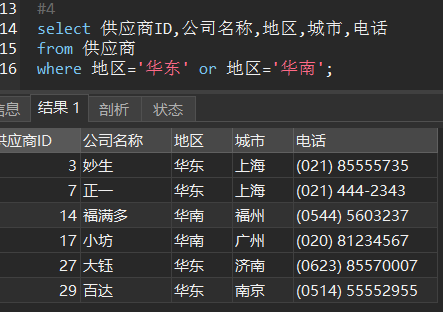 13 #4
14 select 供应商ID,公司名称,地区,城市,电话
15 from 供应商
16 where 地区='华东' or 地区='华南';
信息 结果 1 剖析 状态
供应商ID 公司名称 地区 城市 电话
3 妙生 华东 上海 (021) 85555735
7 正一 华东 上海 (021) 444-2343
14 福满多 华南 福州 (0544) 5603237
17 小坊 华南 广州 (020) 81234567
27 大钰 华东 济南 (0623) 85570007
29 百达 华东 南京 (0514) 55552955